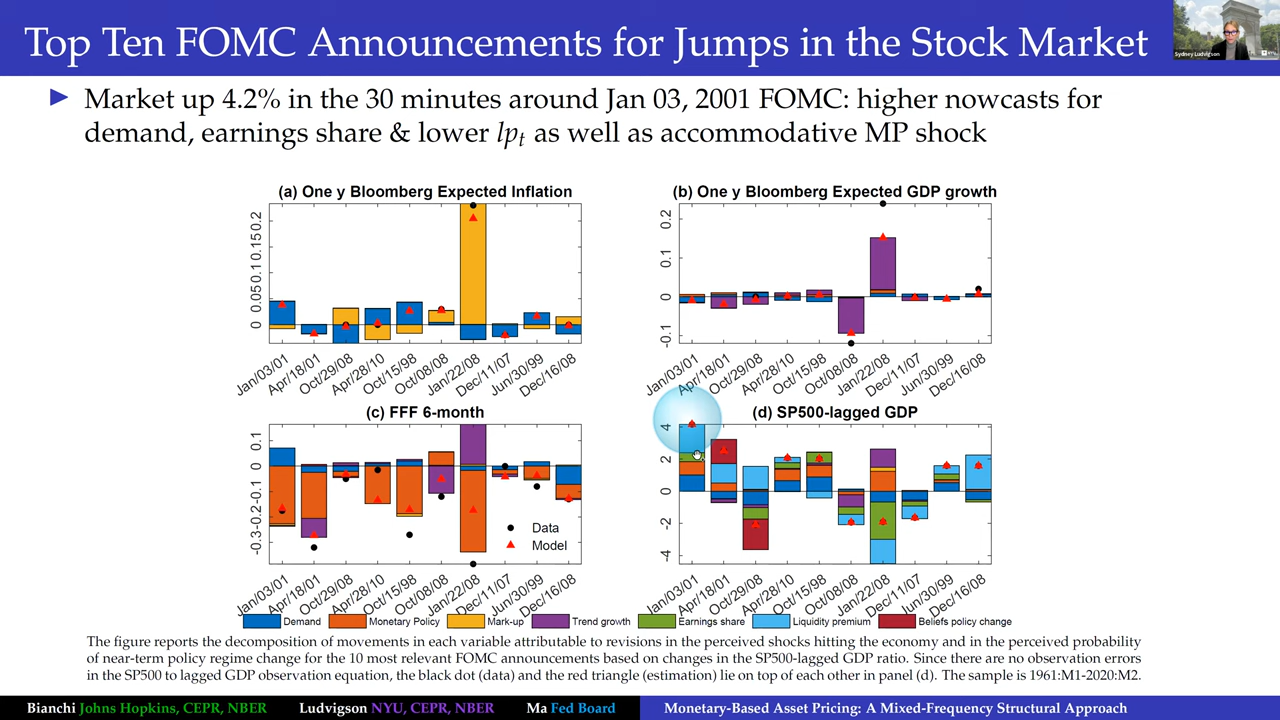 Top Ten FOMC Announcements for Jumps in the Stock Market
Sydney Ludvigson
Market up 4.2% in the 30 minutes around Jan 03, 2001 FOMC: higher nowcasts for
demand, earnings share & lower lpt as well as accommodative MP shock
(a) One y Bloomberg Expected Inflation
0.2
0.15
0.1
0.05
0
Jan/03/01
Apr/18/01
Oct/29/08
Apr/28/10
Oct/15/98
Oct/08/08
Jan/22/08
Dec/11/07
Jun/30/99
Dec/16/08
(b) One y Bloomberg Expected GDP growth
0.2
0.1
0
-0.1
Jan/03/01
Apr/18/01
Oct/29/08
Apr/28/10
Oct/15/98
Oct/08/08
Jan/22/08
Dec/11/07
Jun/30/99
Dec/16/08
(c) FFF 6-month
0.1
0
-0.1
-0.2
-0.3
Data
Model
Jan/03/01
Apr/18/01
Oct/29/08
Apr/28/10
Oct/15/98
Oct/08/08
Jan/22/08
Dec/11/07
Jun/30/99
Dec/16/08
(d) SP500-lagged GDP
4
2
0
-2
-4
Jan/03/01
Apr/18/01
Oct/29/08
Apr/28/10
Oct/15/98
Oct/08/08
Jan/22/08
Dec/11/07
Jun/30/99
Dec/16/08
Demand Monetary Policy Mark-up Trend growth Earnings share Liquidity premium Beliefs policy change
The figure reports the decomposition of movements in each variable attributable to revisions in the perceived shocks hitting the economy and in the perceived probability
of near-term policy regime change for the 10 most relevant FOMC announcements based on changes in the SP500-lagged GDP ratio. Since there are no observation errors
in the SP500 to lagged GDP observation equation, the black dot (data) and the red triangle (estimation) lie on top of each other in panel (d). The sample is 1961:M1-2020:M2.
Bianchi Johns Hopkins, CEPR, NBER Ludvigson NYU, CEPR, NBER Ma Fed Board Monetary-Based Asset Pricing: A Mixed-Frequency Structural Approach